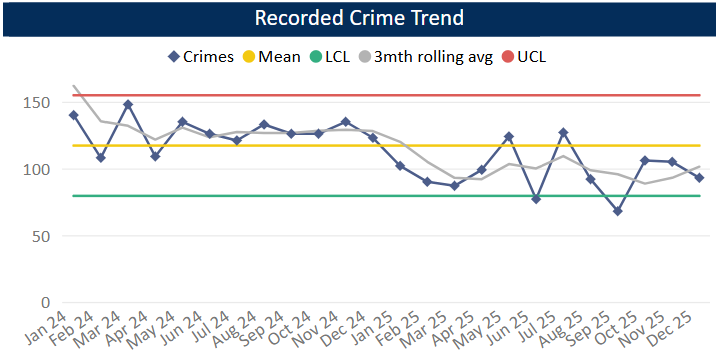 Recorded Crime Trend
Crimes Mean LCL 3mth rolling avg UCL
150
100
50
0
Jan 24 Feb 24 Mar 24 Apr 24 May 24 Jun 24 Jul 24 Aug 24 Sep 24 Oct 24 Nov 24 Dec 24 Jan 25 Feb 25 Mar 25 Apr 25 May 25 Jun 25 Jul 25 Aug 25 Sep 25 Oct 25 Nov 25 Dec 25